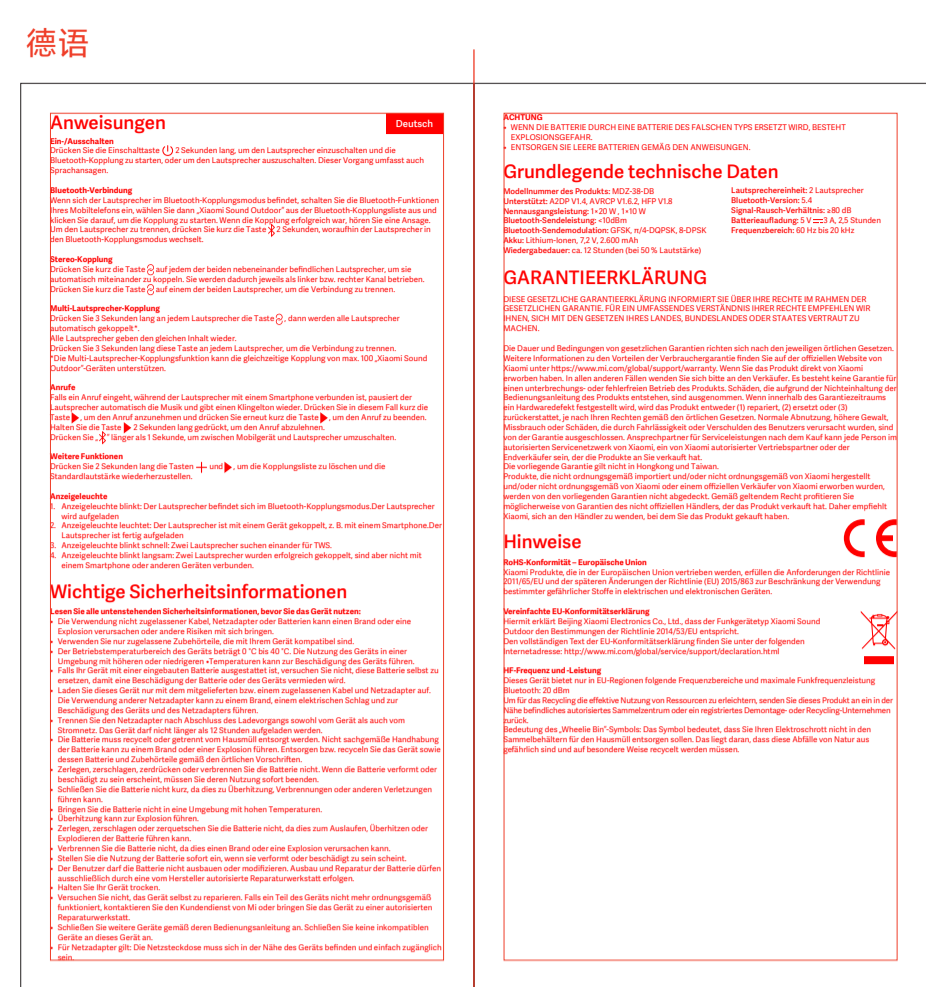 德语
Anweisungen
Deutsch
Ein-/Ausschalten
Drücken Sie die Einschalttaste 2 Sekunden lang, um den Lautsprecher einzuschalten und die
Bluetooth-Kopplung zu starten, oder um den Lautsprecher auszuschalten. Dieser Vorgang umfasst auch
Sprachansagen.
Bluetooth-Verbindung
Wenn sich der Lautsprecher im Bluetooth-Kopplungsmodus befindet, schalten Sie die Bluetooth-Funktionen
Ihres Mobiltelefons ein, wählen Sie dann „Xiaomi Sound Outdoor" aus der Bluetooth-Kopplungsliste aus und
klicken Sie darauf, um die Kopplung zu starten. Wenn die Kopplung erfolgreich war, hören Sie eine Ansage.
Um den Lautsprecher zu trennen, drücken Sie kurz die Taste 2 Sekunden, woraufhin der Lautsprecher in
den Bluetooth-Kopplungsmodus wechselt.
Stereo-Kopplung
Drücken Sie kurz die Taste auf jedem der beiden nebeneinander befindlichen Lautsprecher, um sie
automatisch miteinander zu koppeln. Sie werden dadurch jeweils als linker bzw. rechter Kanal betrieben.
Drücken Sie kurz die Taste auf einem der beiden Lautsprecher, um die Verbindung zu trennen.
Multi-Lautsprecher-Kopplung
Drücken Sie 3 Sekunden lang an jedem Lautsprecher die Taste , dann werden alle Lautsprecher
automatisch gekoppelt*.
Alle Lautsprecher geben den gleichen Inhalt wieder.
Drücken Sie 3 Sekunden lang diese Taste an jedem Lautsprecher, um die Verbindung zu trennen.
*Die Multi-Lautsprecher-Kopplungsfunktion kann die gleichzeitige Kopplung von max. 100 „Xiaomi Sound
Outdoor"-Geräten unterstützen.
Anrufe
Falls ein Anruf eingeht, während der Lautsprecher mit einem Smartphone verbunden ist, pausiert der
Lautsprecher automatisch die Musik und gibt einen Klingelton wieder. Drücken Sie in diesem Fall kurz die
Taste , um den Anruf anzunehmen und drücken Sie erneut kurz die Taste , um den Anruf zu beenden.
Halten Sie die Taste 2 Sekunden lang gedrückt, um den Anruf abzulehnen.
Drücken Sie „ " länger als 1 Sekunde, um zwischen Mobilgerät und Lautsprecher umzuschalten.
Weitere Funktionen
Drücken Sie 2 Sekunden lang die Tasten + und , um die Kopplungsliste zu löschen und die
Standardlautstärke wiederherzustellen.
Anzeigeleuchte
1. Anzeigeleuchte blinkt: Der Lautsprecher befindet sich im Bluetooth-Kopplungsmodus.Der Lautsprecher
wird aufgeladen
2. Anzeigeleuchte leuchtet: Der Lautsprecher ist mit einem Gerät gekoppelt, z. B. mit einem Smartphone.Der
Lautsprecher ist fertig aufgeladen
3. Anzeigeleuchte blinkt schnell: Zwei Lautsprecher suchen einander für TWS.
4. Anzeigeleuchte blinkt langsam: Zwei Lautsprecher wurden erfolgreich gekoppelt, sind aber nicht mit
einem Smartphone oder anderen Geräten verbunden.
Wichtige Sicherheitsinformationen
Lesen Sie alle untenstehenden Sicherheitsinformationen, bevor Sie das Gerät nutzen:
• Die Verwendung nicht zugelassener Kabel, Netzadapter oder Batterien kann einen Brand oder eine
Explosion verursachen oder andere Risiken mit sich bringen.
• Verwenden Sie nur zugelassene Zubehörteile, die mit Ihrem Gerät kompatibel sind.
• Der Betriebstemperaturbereich des Geräts beträgt 0 °C bis 40 °C. Die Nutzung des Geräts in einer
Umgebung mit höheren oder niedrigeren •Temperaturen kann zur Beschädigung des Geräts führen.
• Falls Ihr Gerät mit einer eingebauten Batterie ausgestattet ist, versuchen Sie nicht, diese Batterie selbst zu
ersetzen, damit eine Beschädigung der Batterie oder des Geräts vermieden wird.
• Laden Sie dieses Gerät nur mit dem mitgelieferten bzw. einem zugelassenen Kabel und Netzadapter auf.
Die Verwendung anderer Netzadapter kann zu einem Brand, einem elektrischen Schlag und zur
Beschädigung des Geräts und des Netzadapters führen.
• Trennen Sie den Netzadapter nach Abschluss des Ladevorgangs sowohl vom Gerät als auch vom
Stromnetz. Das Gerät darf nicht länger als 12 Stunden aufgeladen werden.
• Die Batterie muss recycelt oder getrennt vom Hausmüll entsorgt werden. Nicht sachgemäße Handhabung
der Batterie kann zu einem Brand oder einer Explosion führen. Entsorgen bzw. recyceln Sie das Gerät sowie
dessen Batterie und Zubehörteile gemäß den örtlichen Vorschriften.
• Zerlegen, zerschlagen, zerdrücken oder verbrennen Sie die Batterie nicht. Wenn die Batterie verformt oder
beschädigt zu sein erscheint, müssen Sie deren Nutzung sofort beenden.
• Schließen Sie die Batterie nicht kurz, da dies zu Überhitzung, Verbrennungen oder anderen Verletzungen
führen kann.
• Bringen Sie die Batterie nicht in eine Umgebung mit hohen Temperaturen.
• Überhitzung kann zur Explosion führen.
• Zerlegen, zerschlagen oder zerquetschen Sie die Batterie nicht, da dies zum Auslaufen, Überhitzen oder
Explodieren der Batterie führen kann.
• Verbrennen Sie die Batterie nicht, da dies einen Brand oder eine Explosion verursachen kann.
• Stellen Sie die Nutzung der Batterie sofort ein, wenn sie verformt oder beschädigt zu sein scheint.
• Der Benutzer darf die Batterie nicht ausbauen oder modifizieren. Ausbau und Reparatur der Batterie dürfen
ausschließlich durch eine vom Hersteller autorisierte Reparaturwerkstatt erfolgen.
• Halten Sie Ihr Gerät trocken.
• Versuchen Sie nicht, das Gerät selbst zu reparieren. Falls ein Teil des Geräts nicht mehr ordnungsgemäß
funktioniert, kontaktieren Sie den Kundendienst von Mi oder bringen Sie das Gerät zu einer autorisierten
Reparaturwerkstatt.
• Schließen Sie weitere Geräte gemäß deren Bedienungsanleitung an. Schließen Sie keine inkompatiblen
Geräte an dieses Gerät an.
• Für Netzadapter gilt: Die Netzsteckdose muss sich in der Nähe des Geräts befinden und einfach zugänglich
sein.
ACHTUNG
• WENN DIE BATTERIE DURCH EINE BATTERIE DES FALSCHEN TYPS ERSETZT WIRD, BESTEHT
EXPLOSIONSGEFAHR.
• ENTSORGEN SIE LEERE BATTERIEN GEMÄß DEN ANWEISUNGEN.
Grundlegende technische Daten
Modellnummer des Produkts: MDZ-38-DB
Unterstützt: A2DP V1.4, AVRCP V1.6.2, HFP V1.8
Nennausgangsleistung: 1×20 W , 1×10 W
Bluetooth-Sendeleistung: <10dBm
Bluetooth-Sendemodulation: GFSK, π/4-DQPSK, 8-DPSK
Akku: Lithium-Ionen, 7,2 V, 2.600 mAh
Wiedergabedauer: ca. 12 Stunden (bei 50 % Lautstärke)
Lautsprechereinheit: 2 Lautsprecher
Bluetooth-Version: 5.4
Signal-Rausch-Verhältnis: ≥80 dB
Batterieaufladung: 5 V ⎓ 3 A, 2,5 Stunden
Frequenzbereich: 60 Hz bis 20 kHz
GARANTIEERKLÄRUNG
DIESE GESETZLICHE GARANTIEERKLÄRUNG INFORMIERT SIE ÜBER IHRE RECHTE IM RAHMEN DER
GESETZLICHEN GARANTIE, FÜR EIN UMFASSENDES VERSTÄNDNIS IHRER RECHTE EMPFEHLEN WIR
IHNEN, SICH MIT DEN GESETZEN IHRES LANDES, BUNDESLANDES ODER STAATES VERTRAUT ZU
MACHEN.
Die Dauer und Bedingungen von gesetzlichen Garantien richten sich nach den jeweiligen örtlichen Gesetzen.
Weitere Informationen zu den Vorteilen der Verbrauchergarantie finden Sie auf der offiziellen Website von
Xiaomi unter https://www.mi.com/global/support/warranty. Wenn Sie das Produkt direkt von Xiaomi
erworben haben. In allen anderen Fällen wenden Sie sich bitte an den Verkäufer. Es besteht keine Garantie für
einen unterbrechungs- oder fehlerfreien Betrieb des Produkts. Schäden, die aufgrund der Nichteinhaltung der
Bedienungsanleitung des Produkts entstehen, sind ausgenommen. Wenn innerhalb des Garantiezeitraums
ein Hardwaredefekt festgestellt wird, wird das Produkt entweder (1) repariert, (2) ersetzt oder (3)
zurückerstattet, je nach Ihren Rechten gemäß den örtlichen Gesetzen. Normale Abnutzung, höhere Gewalt,
Missbrauch oder Schäden, die durch Fahrlässigkeit oder Verschulden des Benutzers verursacht wurden, sind
von der Garantie ausgeschlossen. Ansprechpartner für Serviceleistungen nach dem Kauf kann jede Person im
autorisierten Servicenetzwerk von Xiaomi, ein von Xiaomi autorisierter Vertriebspartner oder der
Endverkäufer sein, der die Produkte an Sie verkauft hat.
Die vorliegende Garantie gilt nicht in Hongkong und Taiwan.
Produkte, die nicht ordnungsgemäß importiert und/oder nicht ordnungsgemäß von Xiaomi hergestellt
und/oder nicht ordnungsgemäß von Xiaomi oder einem offiziellen Verkäufer von Xiaomi erworben wurden,
werden von den vorliegenden Garantien nicht abgedeckt. Gemäß geltendem Recht profitieren Sie
möglicherweise von Garantien des nicht offiziellen Händlers, der das Produkt verkauft hat. Daher empfiehlt
Xiaomi, sich an den Händler zu wenden, bei dem Sie das Produkt gekauft haben.
Hinweise
CE
RoHS-Konformität – Europäische Union
Xiaomi Produkte, die in der Europäischen Union vertrieben werden, erfüllen die Anforderungen der Richtlinie
2011/65/EU und der späteren Änderungen der Richtlinie (EU) 2015/863 zur Beschränkung der Verwendung
bestimmter gefährlicher Stoffe in elektrischen und elektronischen Geräten.
Vereinfachte EU-Konformitätserklärung
Hiermit erklärt Beijing Xiaomi Electronics Co., Ltd., dass der Funkgerätetyp Xiaomi Sound
Outdoor den Bestimmungen der Richtlinie 2014/53/EU entspricht.
Den vollständigen Text der EU-Konformitätserklärung finden Sie unter der folgenden
Internetadresse: http://www.mi.com/global/service/support/declaration.html
HF-Frequenz und -Leistung
Dieses Gerät bietet nur in EU-Regionen folgende Frequenzbereiche und maximale Funkfrequenzleistung
Bluetooth: 20 dBm
Um für das Recycling die effektive Nutzung von Ressourcen zu erleichtern, senden Sie dieses Produkt an ein in der
Nähe befindliches autorisiertes Sammelzentrum oder ein registriertes Demontage- oder Recycling-Unternehmen
zurück.
Bedeutung des „Wheelie Bin"-Symbols: Das Symbol bedeutet, dass Sie Ihren Elektroschrott nicht in den
Sammelbehältern für den Hausmüll entsorgen sollen. Das liegt daran, dass diese Abfälle von Natur aus
gefährlich sind und auf besondere Weise recycelt werden müssen.